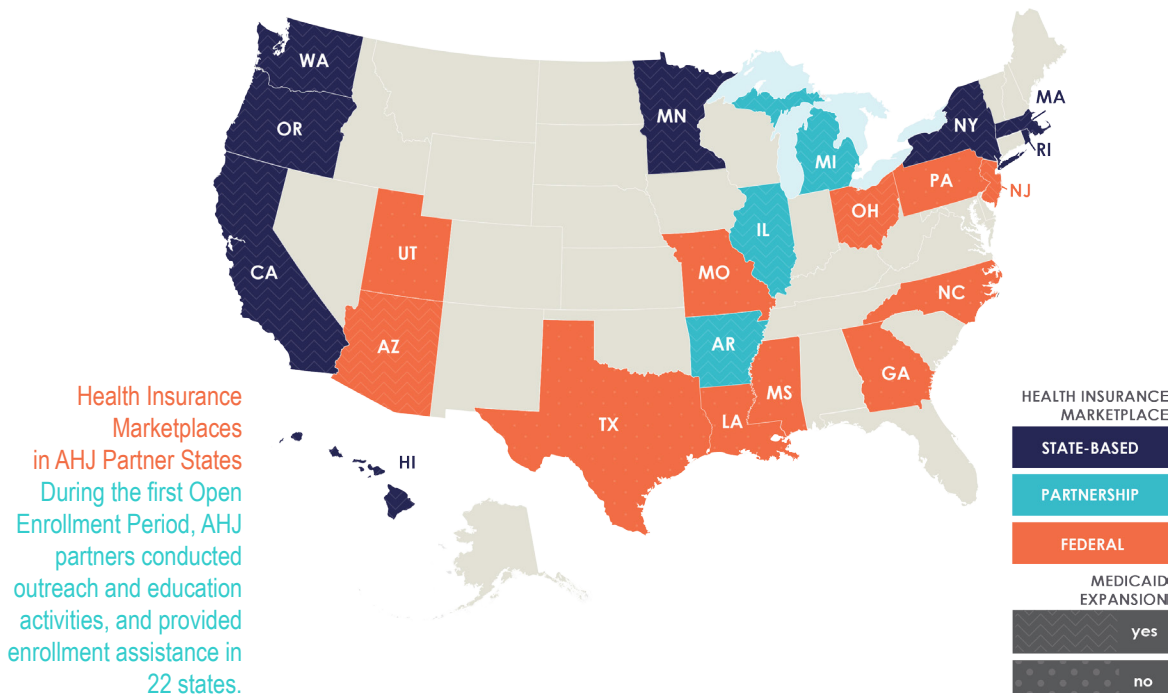 WA
OR
CA
UT
AZ
TX
MN
MO
AR
LA
MS
IL
MI
OH
PA
NY
MA
RI
NJ
NC
GA
HI
Health Insurance
Marketplaces
in AHJ Partner States
During the first Open
Enrollment Period, AHJ
partners conducted
outreach and education
activities, and provided
enrollment assistance in
22 states.
HEALTH INSURANCE
MARKETPLACE
STATE-BASED
PARTNERSHIP
FEDERAL
MEDICAID
EXPANSION
yes
no